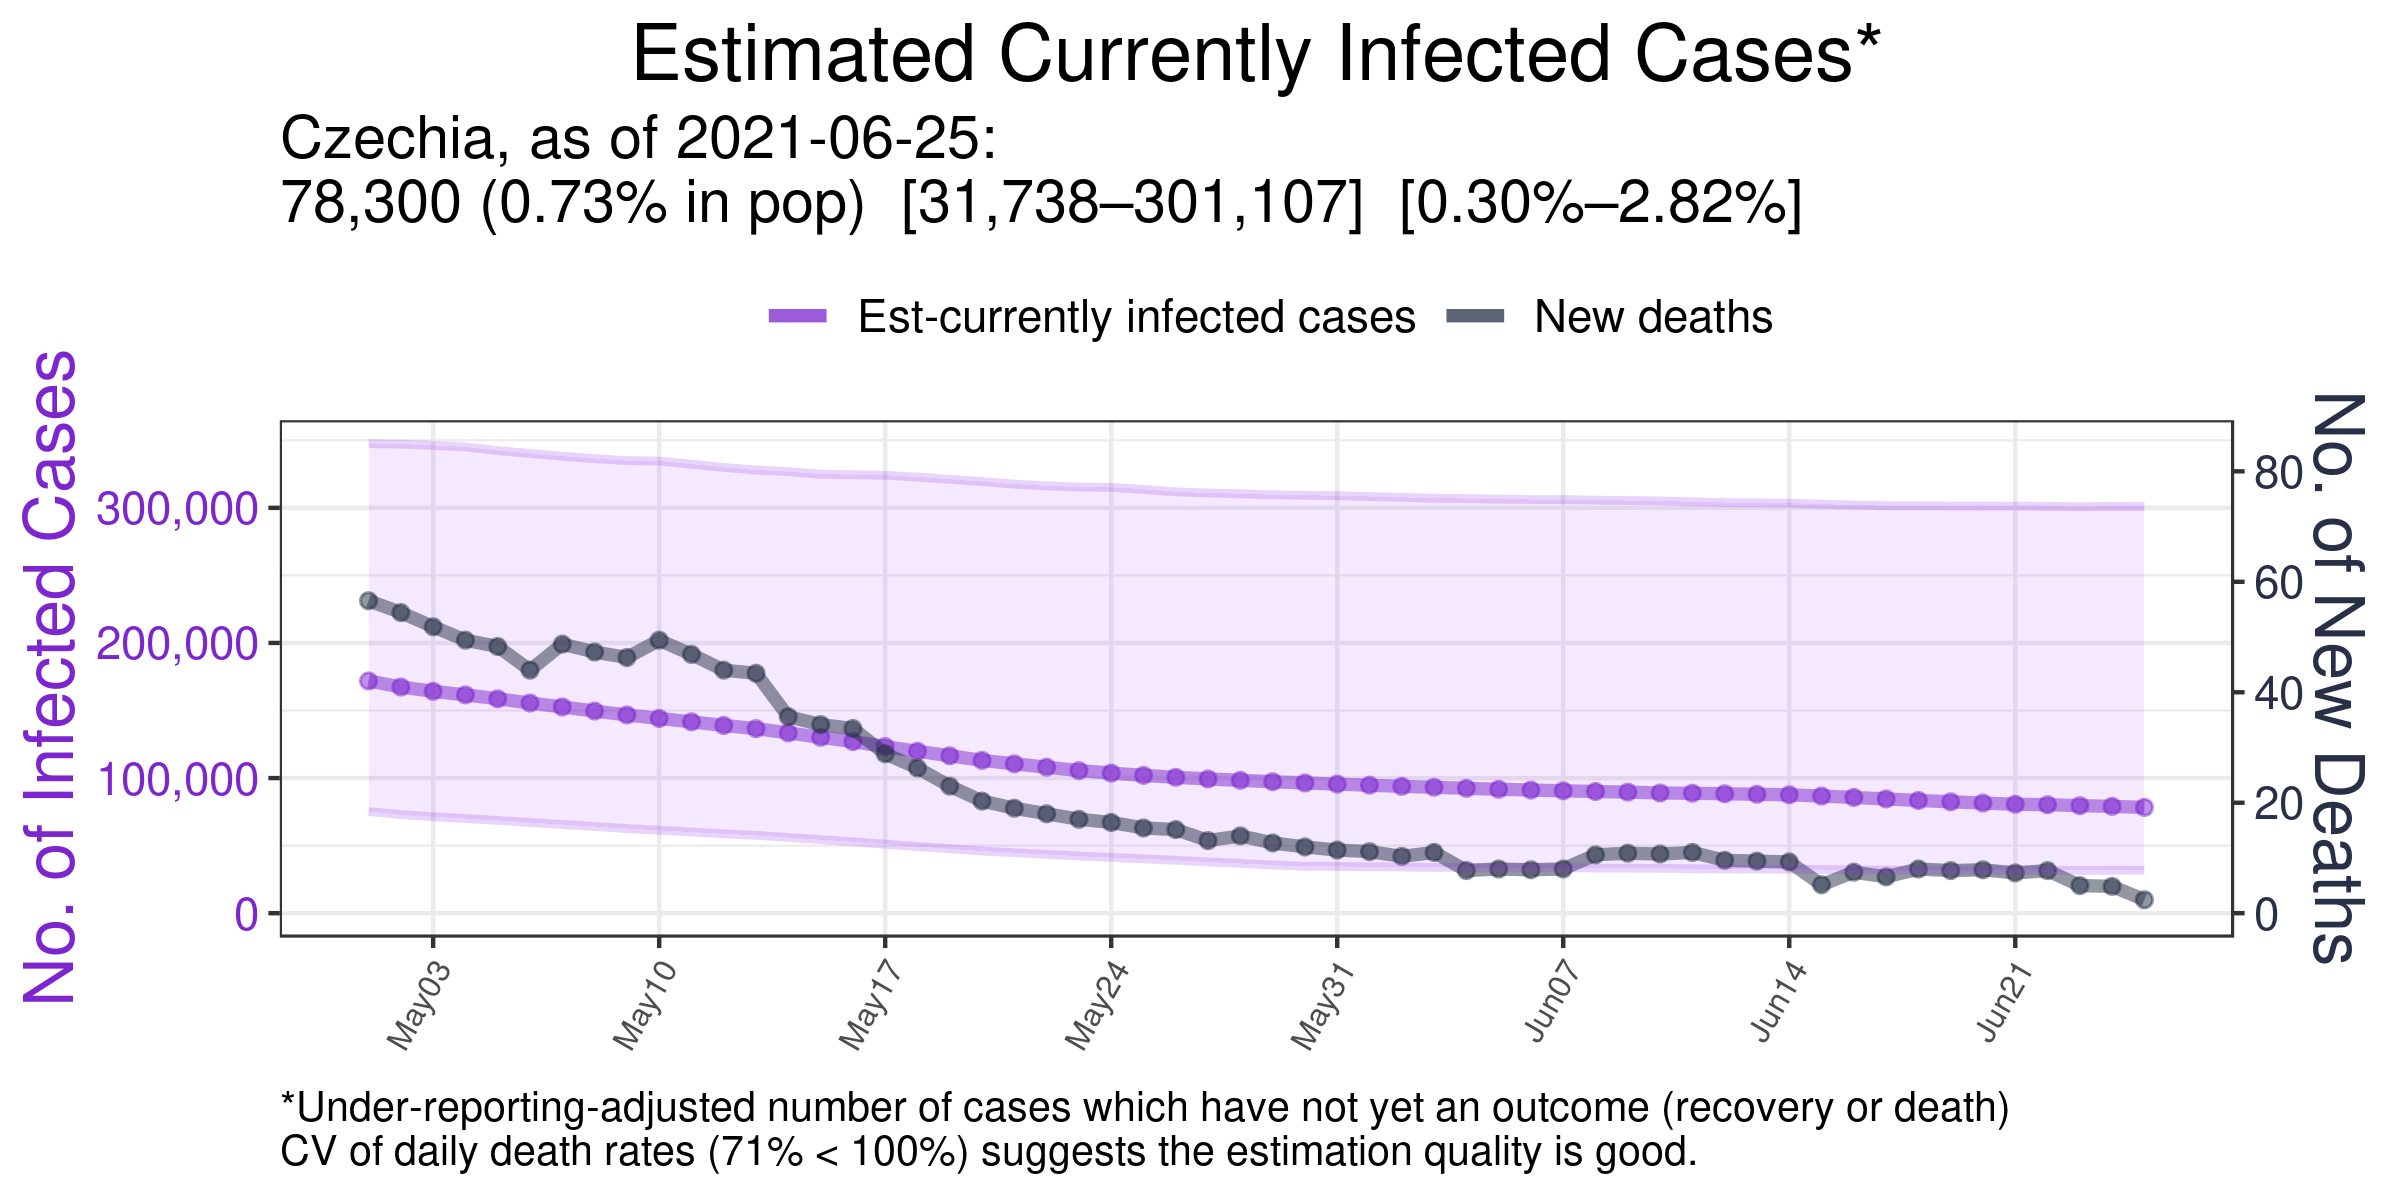 Estimated Currently Infected Cases*
Czechia, as of 2021-06-25:
78,300 (0.73% in pop)  [31,738–301,107]  [0.30%–2.82%]
Est-currently infected cases
New deaths
No. of Infected Cases
300,000
200,000
100,000
0
80
60
40
20
0
No. of New Deaths
May03
May10
May17
May24
May31
Jun07
Jun14
Jun21
*Under-reporting-adjusted number of cases which have not yet an outcome (recovery or death)
CV of daily death rates (71% < 100%) suggests the estimation quality is good.